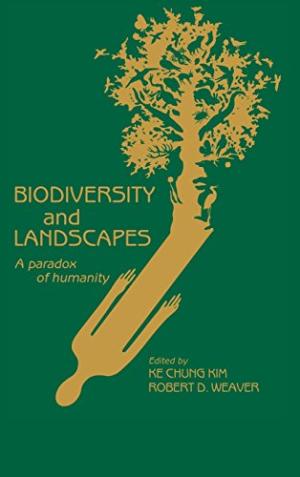 BIODIVERSITY
and
LANDSCAPES
A paradox
of humanity
Edited by
KE CHUNG KIM
ROBERT D. WEAVER